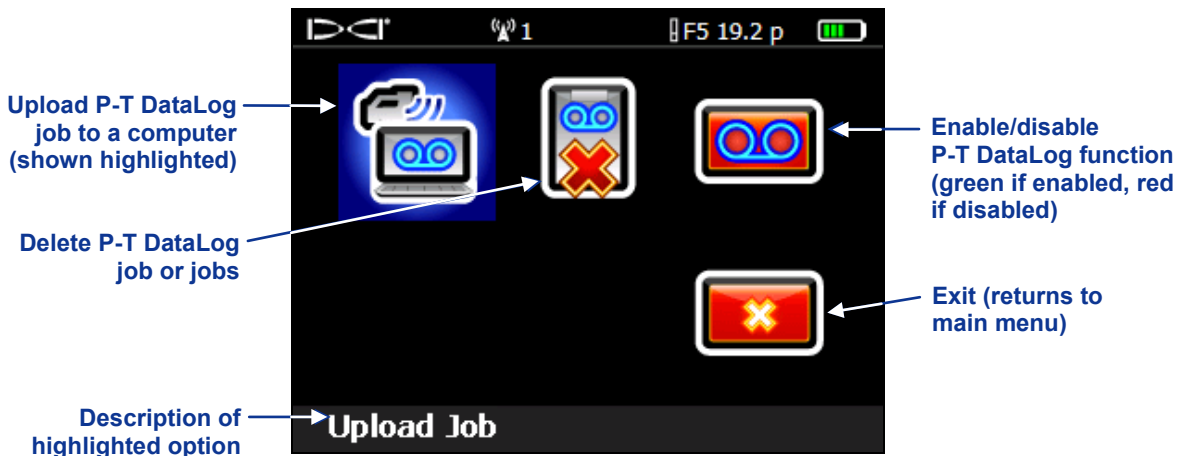 1
F5 19.2 p
Upload P-T DataLog
job to a computer
(shown highlighted)
Enable/disable
P-T DataLog function
(green if enabled, red
if disabled)
Delete P-T DataLog
job or jobs
Exit (returns to
main menu)
Description of
highlighted option
Upload Job